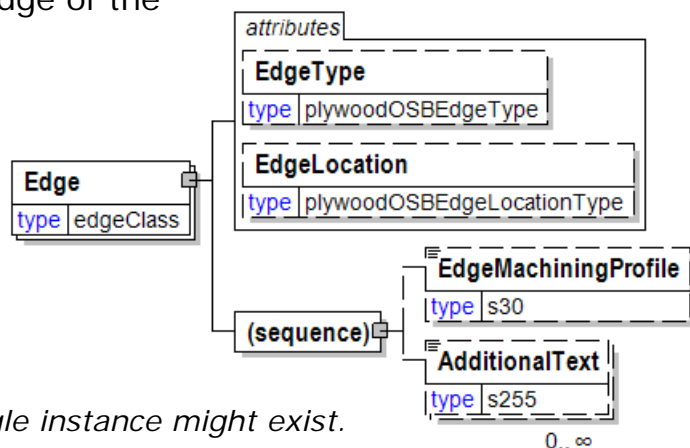 dge of the
attributes
EdgeType
type plywoodOSBEdgeType
EdgeLocation
type plywoodOSBEdgeLocationType
Edge
type edgeClass
EdgeMachiningProfile
type s30
(sequence)
AdditionalText
type s255
gle instance might exist.
0..∞